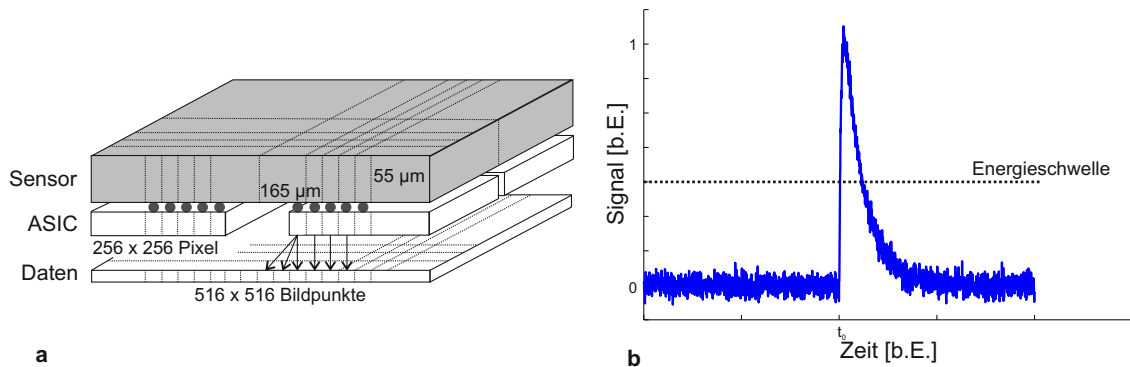 Sensor
55 µm
165 µm
ASIC
256 x 256 Pixel
Daten
516 x 516 Bildpunkte
a
Signal [b.E.]
1
Energieschwelle
0
t₀
Zeit [b.E.]
b